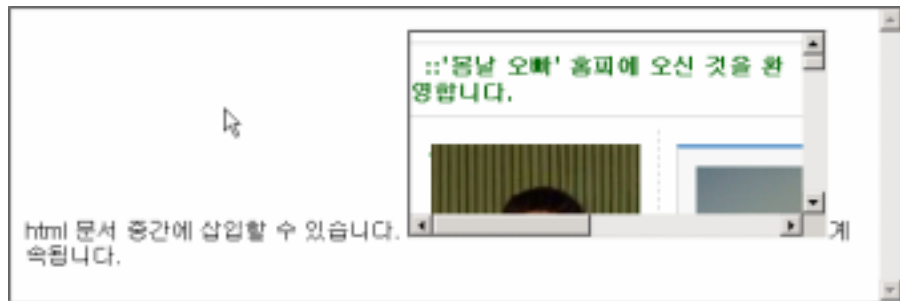 ::'몽날 오빠' 홈피에 오신 것을 환
영합니다.
html 문서 중간에 삽입할 수 있습니다. 계
속됩니다.